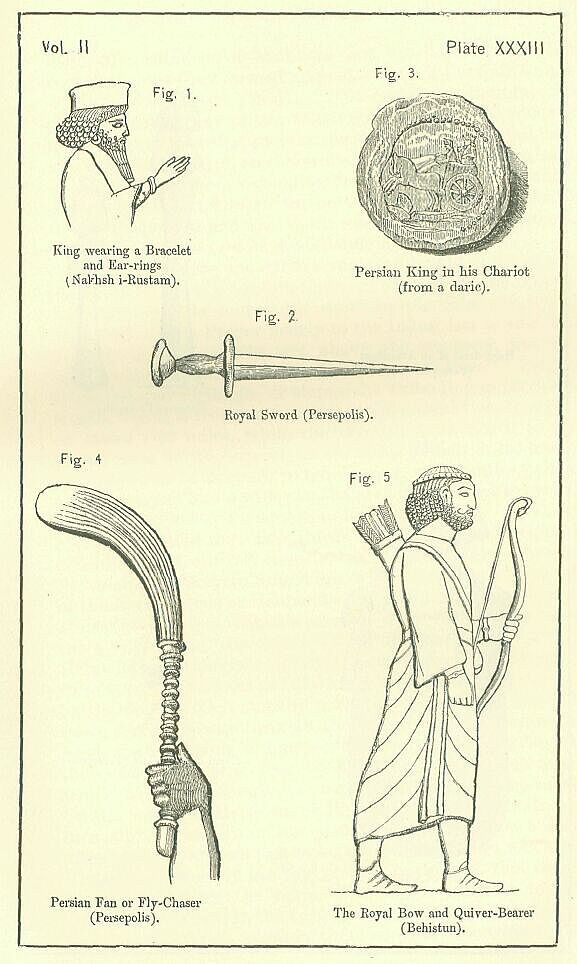 Vol. II
Plate XXXIII
Fig. 1.
King wearing a Bracelet
and Ear-rings
(Nakhsh i-Rustam).
Fig. 3.
Persian King in his Chariot
(from a daric).
Fig. 2
Royal Sword (Persepolis).
Fig. 4
Persian Fan or Fly-Chaser
(Persepolis).
Fig. 5
The Royal Bow and Quiver-Bearer
(Behistun).